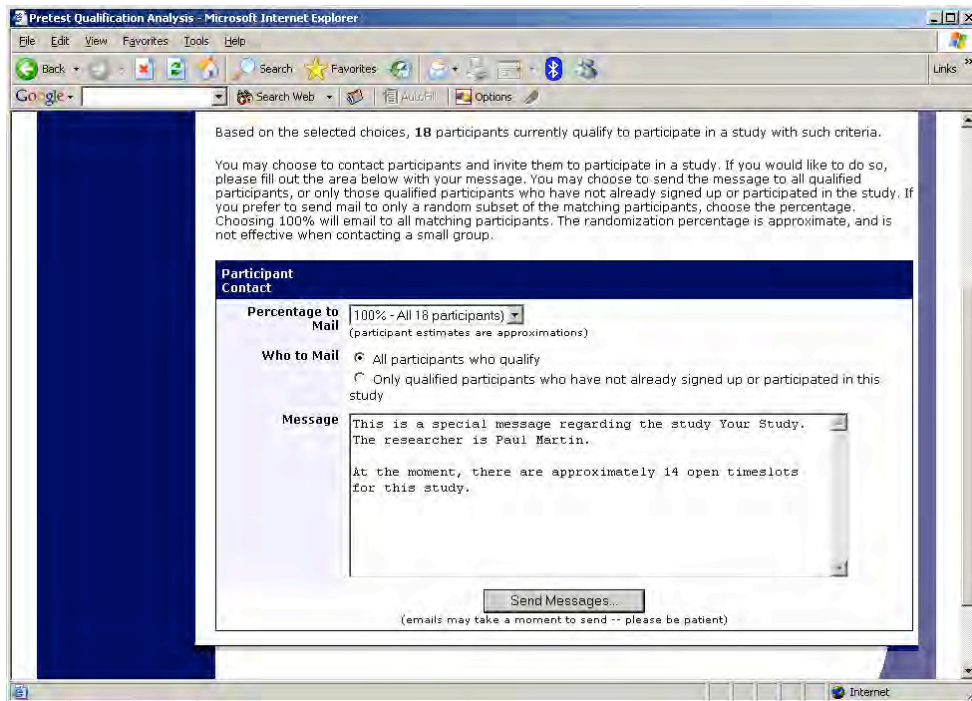 Pretest Qualification Analysis - Microsoft Internet Explorer
File Edit View Favorites Tools Help
Back Search Favorites Links »
Google Search Web AutoFill Options
Based on the selected choices, 18 participants currently qualify to participate in a study with such criteria.
You may choose to contact participants and invite them to participate in a study. If you would like to do so,
please fill out the area below with your message. You may choose to send the message to all qualified
participants, or only those qualified participants who have not already signed up or participated in the study. If
you prefer to send mail to only a random subset of the matching participants, choose the percentage.
Choosing 100% will email to all matching participants. The randomization percentage is approximate, and is
not effective when contacting a small group.
Participant
Contact
Percentage to
Mail
100% - All 18 participants)
(participant estimates are approximations)
Who to Mail
All participants who qualify
Only qualified participants who have not already signed up or participated in this
study
Message
This is a special message regarding the study Your Study.
The researcher is Paul Martin.
At the moment, there are approximately 14 open timeslots
for this study.
Send Messages...
(emails may take a moment to send -- please be patient)
Internet